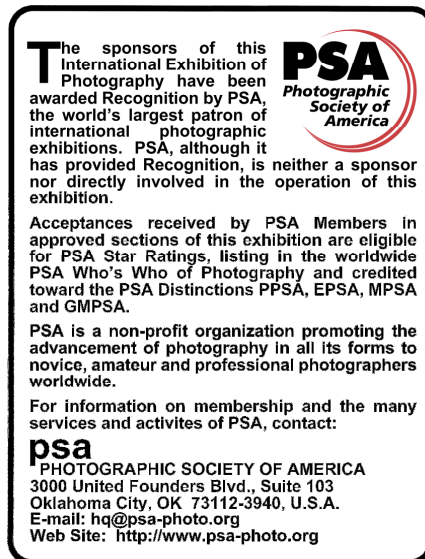 The sponsors of this
International Exhibition of
Photography have been
awarded Recognition by PSA,
the world's largest patron of
international photographic
exhibitions. PSA, although it
has provided Recognition, is neither a sponsor
nor directly involved in the operation of this
exhibition.
PSA
Photographic
Society of
America
Acceptances received by PSA Members in
approved sections of this exhibition are eligible
for PSA Star Ratings, listing in the worldwide
PSA Who's Who of Photography and credited
toward the PSA Distinctions PPSA, EPSA, MPSA
and GMPSA.
PSA is a non-profit organization promoting the
advancement of photography in all its forms to
novice, amateur and professional photographers
worldwide.
For information on membership and the many
services and activites of PSA, contact:
psa
PHOTOGRAPHIC SOCIETY OF AMERICA
3000 United Founders Blvd., Suite 103
Oklahoma City, OK 73112-3940, U.S.A.
E-mail: hq@psa-photo.org
Web Site: http://www.psa-photo.org